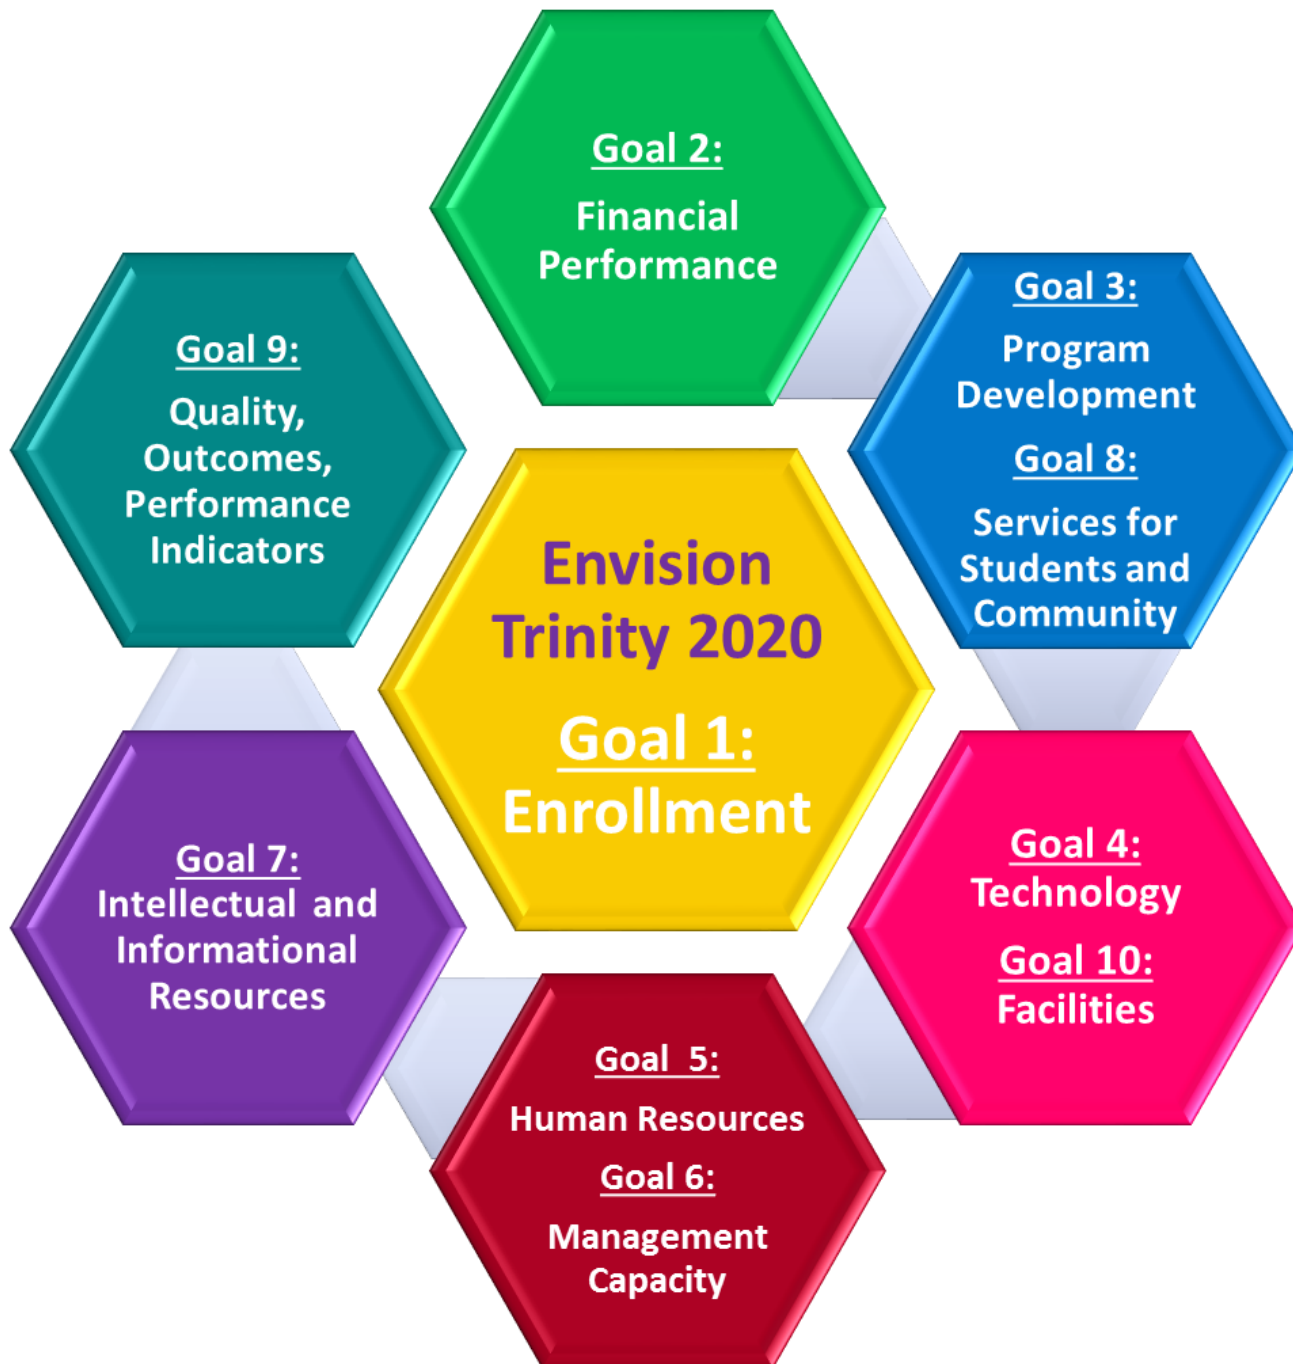 Goal 2:
Financial
Performance
Goal 3:
Program
Development
Goal 8:
Services for
Students and
Community
Goal 9:
Quality,
Outcomes,
Performance
Indicators
Envision
Trinity 2020
Goal 1:
Enrollment
Goal 7:
Intellectual and
Informational
Resources
Goal 4:
Technology
Goal 10:
Facilities
Goal 5:
Human Resources
Goal 6:
Management
Capacity